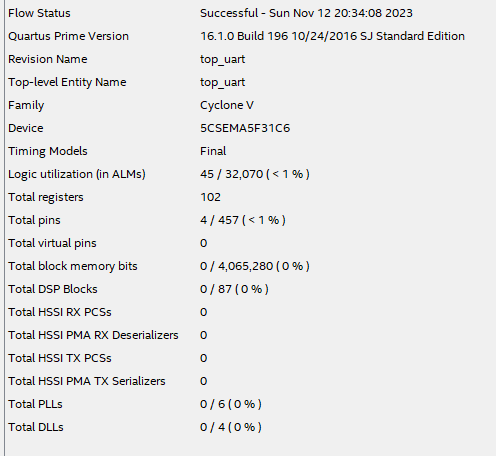 Flow Status Successful - Sun Nov 12 20:34:08 2023
Quartus Prime Version 16.1.0 Build 196 10/24/2016 SJ Standard Edition
Revision Name top_uart
Top-level Entity Name top_uart
Family Cyclone V
Device 5CSEMA5F31C6
Timing Models Final
Logic utilization (in ALMs) 45 / 32,070 ( < 1 % )
Total registers 102
Total pins 4 / 457 ( < 1 % )
Total virtual pins 0
Total block memory bits 0 / 4,065,280 ( 0 % )
Total DSP Blocks 0 / 87 ( 0 % )
Total HSSI RX PCSs 0
Total HSSI PMA RX Deserializers 0
Total HSSI TX PCSs 0
Total HSSI PMA TX Serializers 0
Total PLLs 0 / 6 ( 0 % )
Total DLLs 0 / 4 ( 0 % )